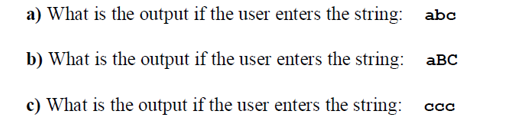 a) What is the output if the user enters the string: abc
b) What is the output if the user enters the string: aBC
c) What is the output if the user enters the string: ccc